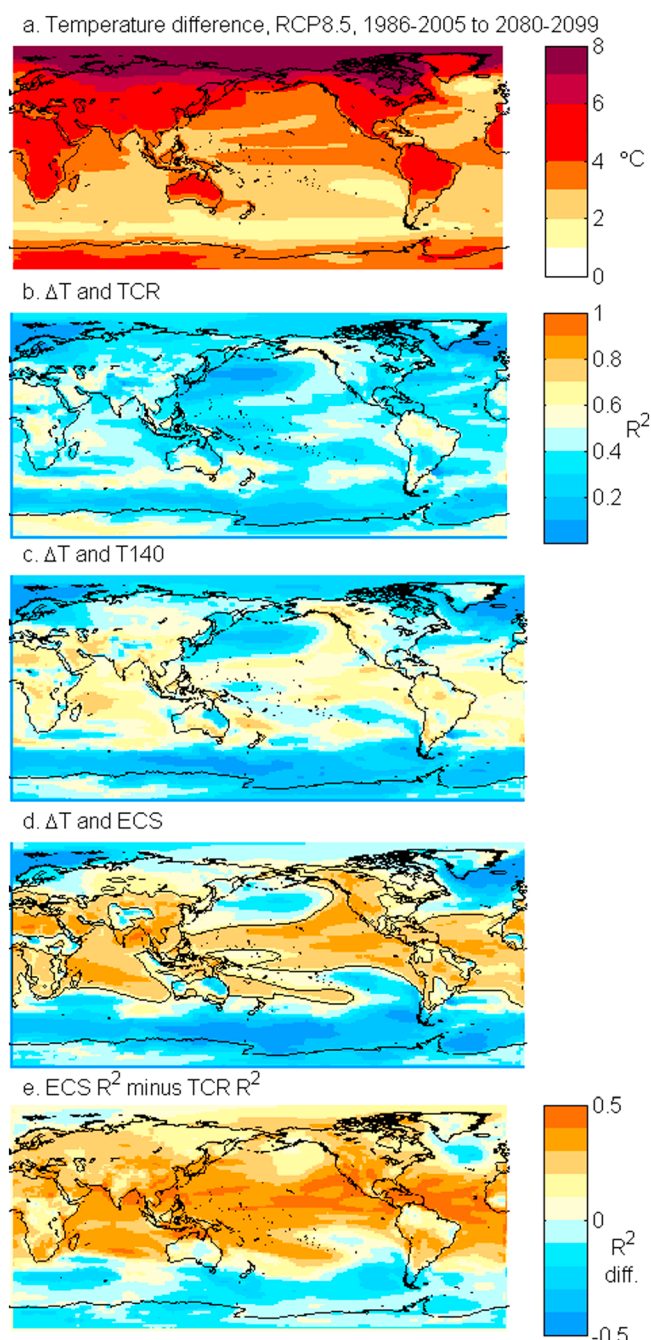 a. Temperature difference, RCP8.5, 1986-2005 to 2080-2099
8
6
°C
4
2
0
b. ΔT and TCR
1
0.8
0.6
R²
0.4
0.2
c. ΔT and T140
d. ΔT and ECS
e. ECS R² minus TCR R²
0.5
0
R²
diff.
-0.5